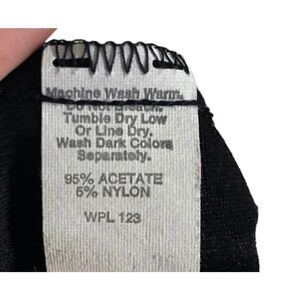 Machine Wash Warm.
Do Not Bleach.
Tumble Dry Low
Or Line Dry.
Wash Dark Colors
Separately.
95% ACETATE
5% NYLON
WPL 123